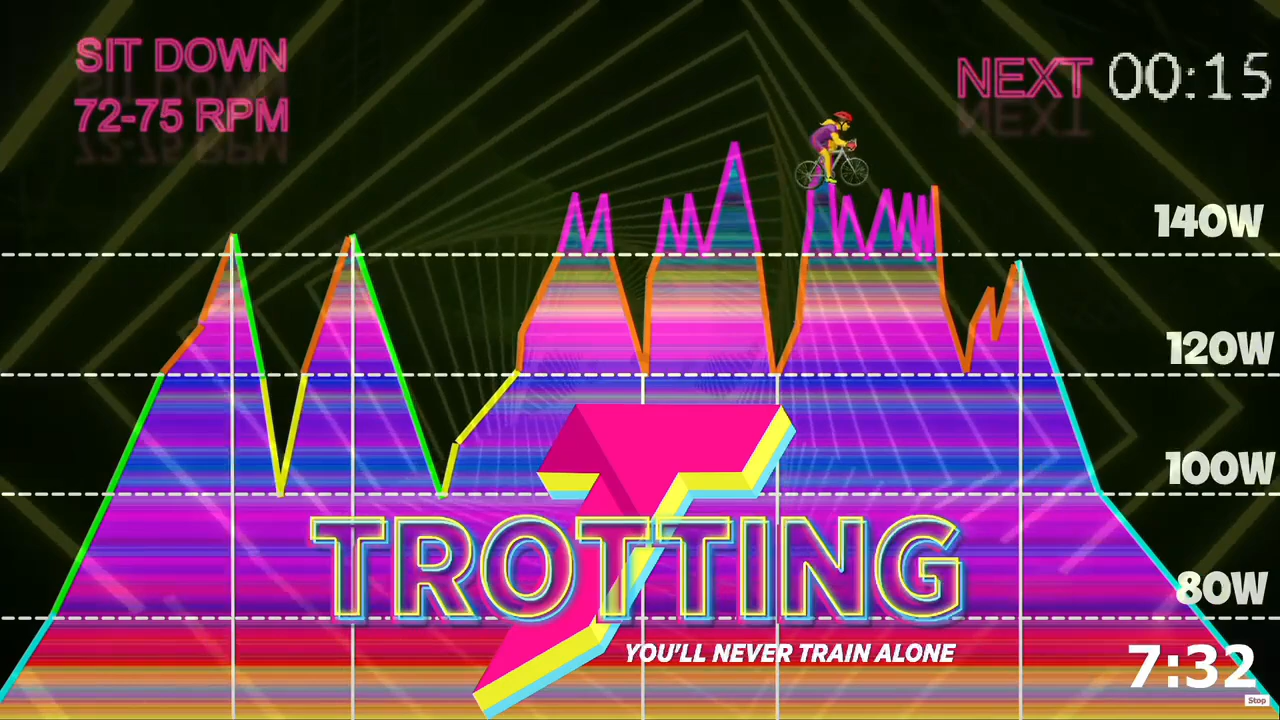 SIT DOWN
72-75 RPM
NEXT 00:15
140W
120W
100W
80W
TROTTING
YOU'LL NEVER TRAIN ALONE
7:32
Stop